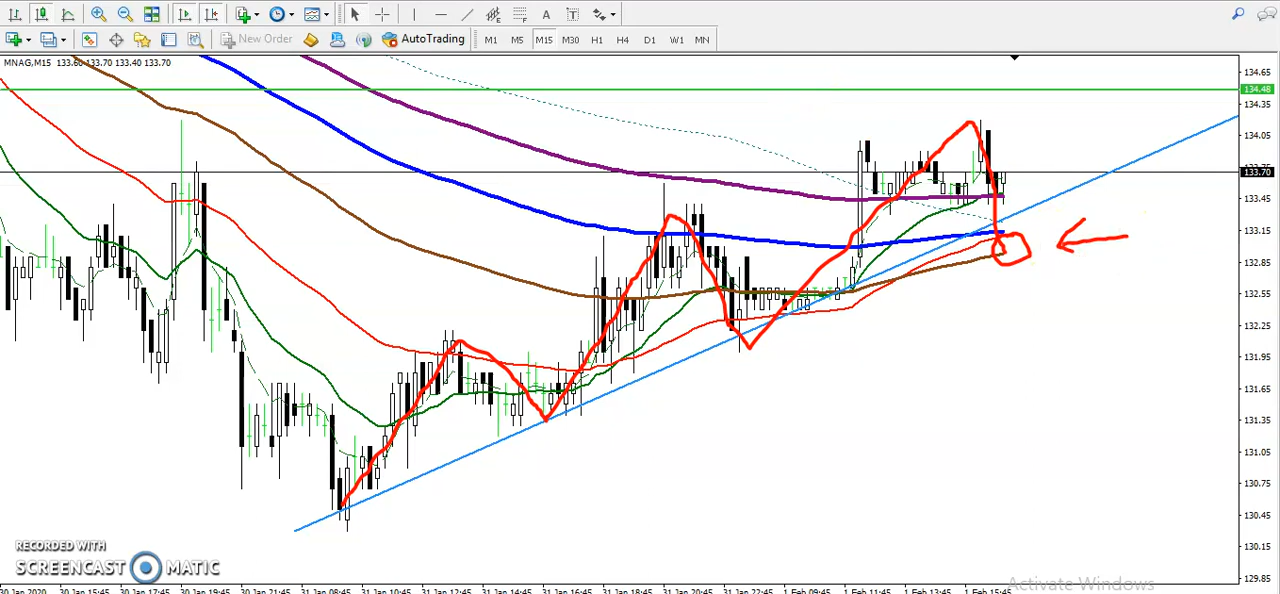 New Order
AutoTrading
M1 M5 M15 M30 H1 H4 D1 W1 MN
MNAG,M15 133.60 133.70 133.40 133.70
134.65
134.48
134.35
134.05
133.70
133.45
133.15
132.85
132.55
132.25
131.95
131.65
131.35
131.05
130.75
130.45
130.15
129.85
RECORDED WITH
SCREENCAST MATIC
Activate Windows
30 Jan 2020 30 Jan 15:45 30 Jan 17:45 30 Jan 19:45 31 Jan 08:45 31 Jan 10:45 31 Jan 12:45 31 Jan 14:45 31 Jan 16:45 31 Jan 18:45 31 Jan 20:45 31 Jan 22:45 1 Feb 09:45 1 Feb 11:45 1 Feb 13:45 1 Feb 15:45